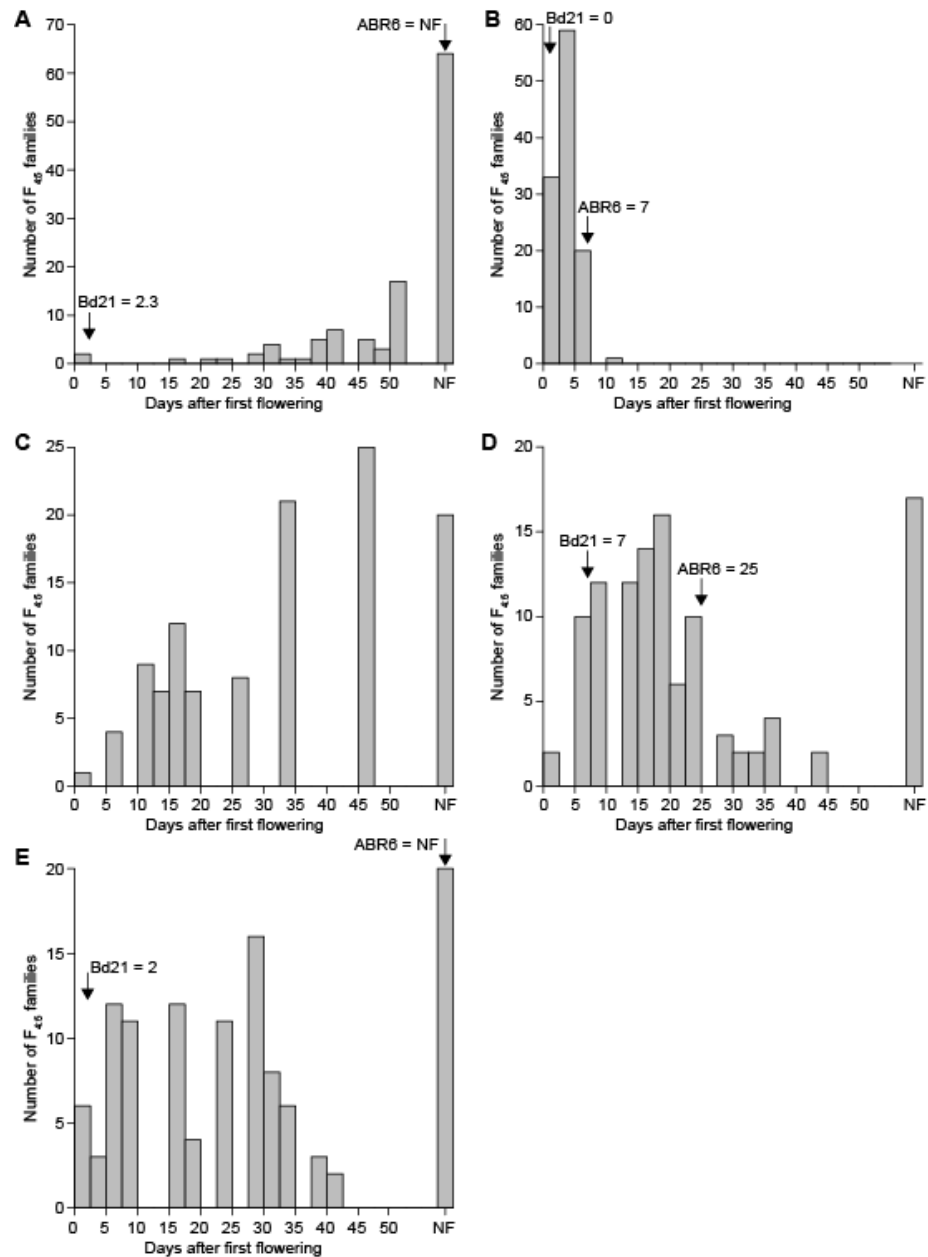 A
ABR6 = NF
70
60
50
40
30
20
10
0
Number of F4:5 families
Bd21 = 2.3
0 5 10 15 20 25 30 35 40 45 50 NF
Days after first flowering
B
Bd21 = 0
60
50
40
30
20
10
0
Number of F4:5 families
ABR6 = 7
0 5 10 15 20 25 30 35 40 45 50 NF
Days after first flowering
C
25
20
15
10
5
0
Number of F4:5 families
0 5 10 15 20 25 30 35 40 45 50 NF
Days after first flowering
D
20
15
10
5
0
Number of F4:5 families
Bd21 = 7
ABR6 = 25
0 5 10 15 20 25 30 35 40 45 50 NF
Days after first flowering
E
ABR6 = NF
20
15
10
5
0
Number of F4:5 families
Bd21 = 2
0 5 10 15 20 25 30 35 40 45 50 NF
Days after first flowering